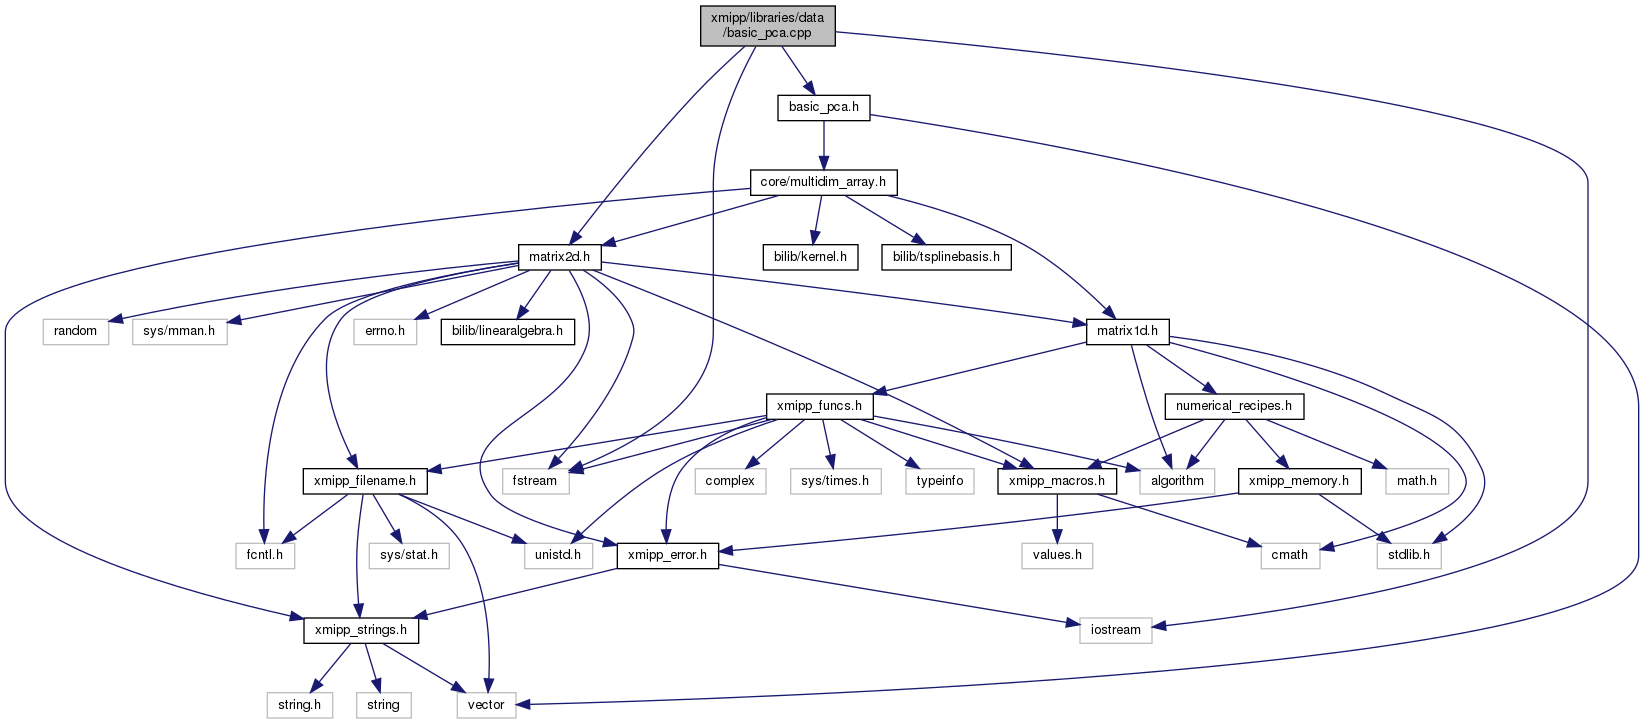 xmipp/libraries/data
/basic_pca.cpp
basic_pca.h
core/multidim_array.h
matrix2d.h
bilib/kernel.h
bilib/tsplinebasis.h
random
sys/mman.h
errno.h
bilib/linearalgebra.h
matrix1d.h
xmipp_funcs.h
numerical_recipes.h
xmipp_filename.h
fstream
complex
sys/times.h
typeinfo
xmipp_macros.h
algorithm
xmipp_memory.h
math.h
fcntl.h
sys/stat.h
unistd.h
xmipp_error.h
values.h
cmath
stdlib.h
xmipp_strings.h
iostream
string.h
string
vector